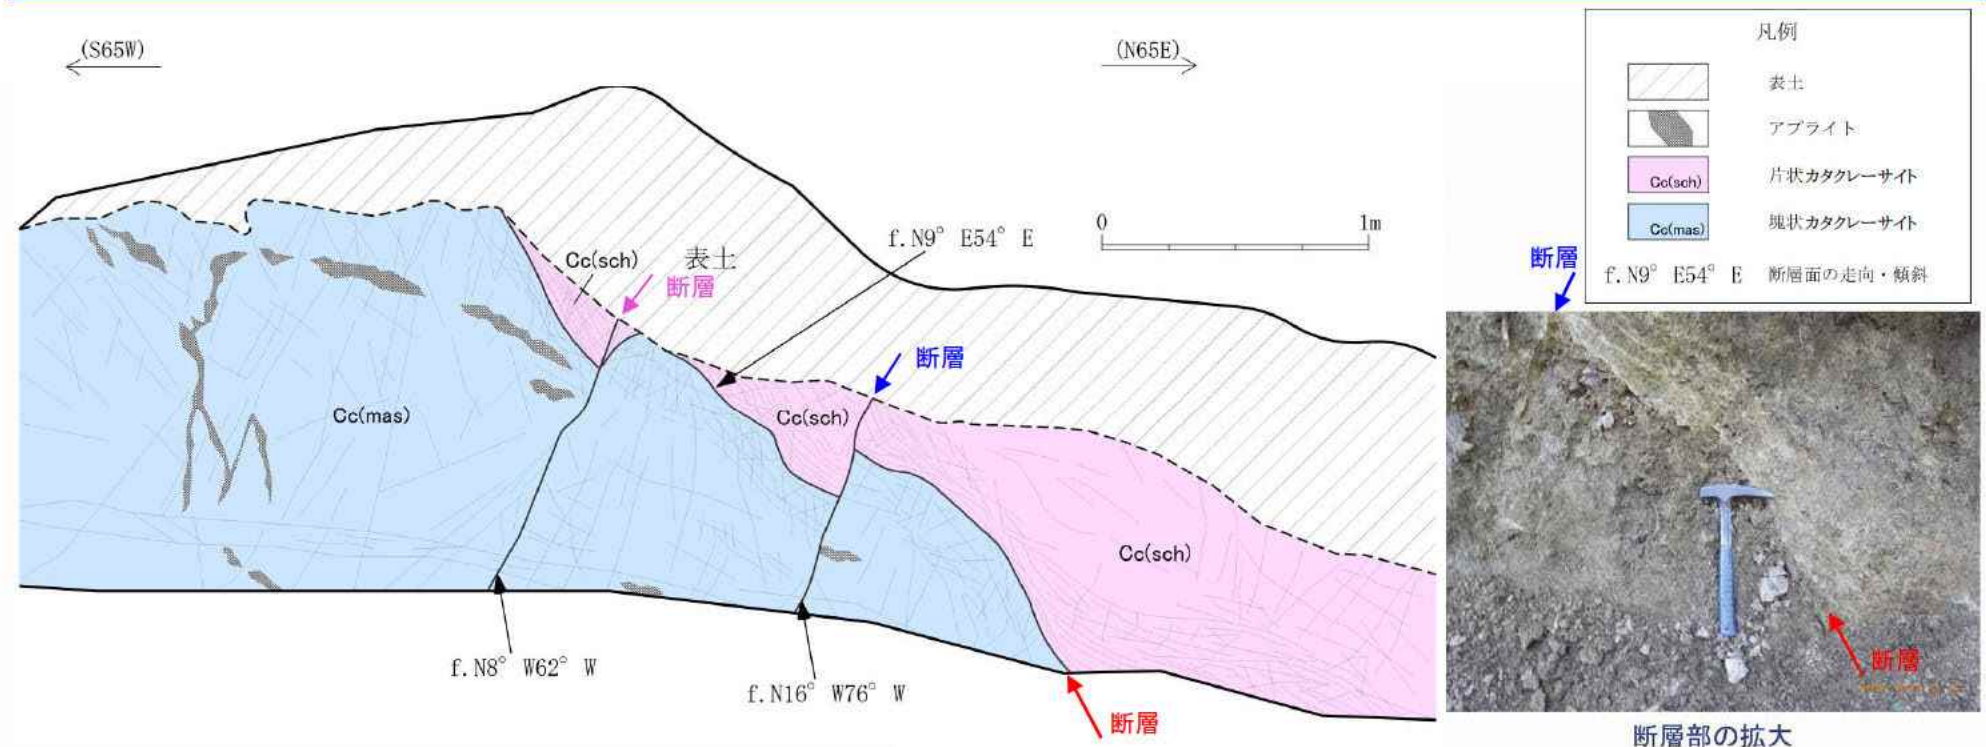 (S65W)
(N65E)
凡例
表土
アプライト
Cc(sch) 片状カタクレーサイト
Cc(mas) 塊状カタクレーサイト
f.N9° E54° E 断層面の走向・傾斜
0 1m
f.N9° E54° E
Cc(sch)
表土
断層
断層
断層
Cc(mas)
Cc(sch)
Cc(sch)
f.N8° W62° W
f.N16° W76° W
断層
断層
断層部の拡大